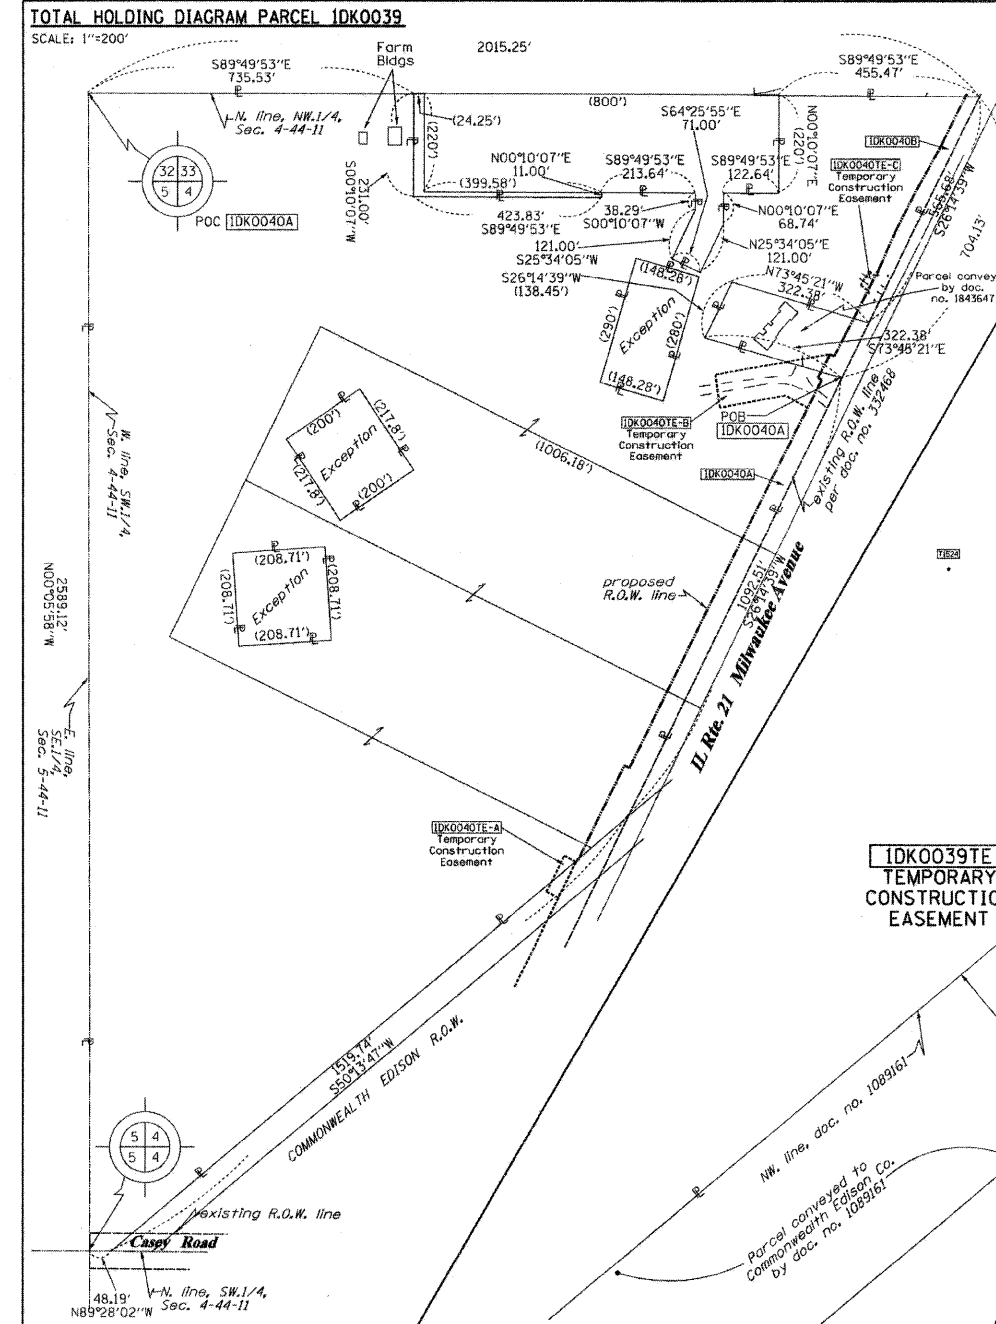 TOTAL HOLDING DIAGRAM PARCEL 1DK0039
SCALE: 1"=200'
Farm
Bldgs
2015.25'
S89°49'53"E
735.53'
S89°49'53"E
455.47'
N. line, NW.1/4,
Sec. 4-44-11
(24.25')
(220')
(800')
S64°25'55"E
71.00'
N00°10'07"E
(220')
1DK0040B
32 33
5 4
POC 1DK0040A
231.00'
S00°10'07"W
N00°10'07"E
11.00'
(399.58')
423.83'
S89°49'53"E
S89°49'53"E
213.64'
S89°49'53"E
122.64'
38.29'
S00°10'07"W
N00°10'07"E
68.74'
1DK0040TE-C
Temporary
Construction
Easement
565.68'
S26°14'39"W
704.13'
121.00'
S25°34'05"W
N25°34'05"E
121.00'
S26°14'39"W
(138.45')
N73°45'21"W
322.38'
Parcel convey
by doc.
no. 1843647
(148.28')
(290')
Exception
(280')
(148.28')
322.38'
S73°45'21"E
1DK0040TE-B
Temporary
Construction
Easement
POB
1DK0040A
existing R.O.W. line
per doc. no. 332468
1DK0040A
W. line, SW.1/4,
Sec. 4-44-11
(200')
(217.8')
Exception
(217.8')
(200')
(1006.18')
(208.71')
(208.71')
Exception
(208.71')
(208.71')
2589.12'
N00°05'58"W
proposed
R.O.W. line
1092.51'
S26°14'39"W
IL Rte. 21 Milwaukee Avenue
E. line,
SE.1/4,
Sec. 5-44-11
1DK0040TE-A
Temporary
Construction
Easement
1DK0039TE
TEMPORARY
CONSTRUCTIO
EASEMENT
1519.74'
S50°13'47"W
COMMONWEALTH EDISON R.O.W.
NW. line, doc. no. 1089161
Parcel conveyed to
Commonwealth Edison Co.
by doc. no. 1089161
5 4
5 4
existing R.O.W. line
Casey Road
48.19'
N89°28'02"W
N. line, SW.1/4,
Sec. 4-44-11